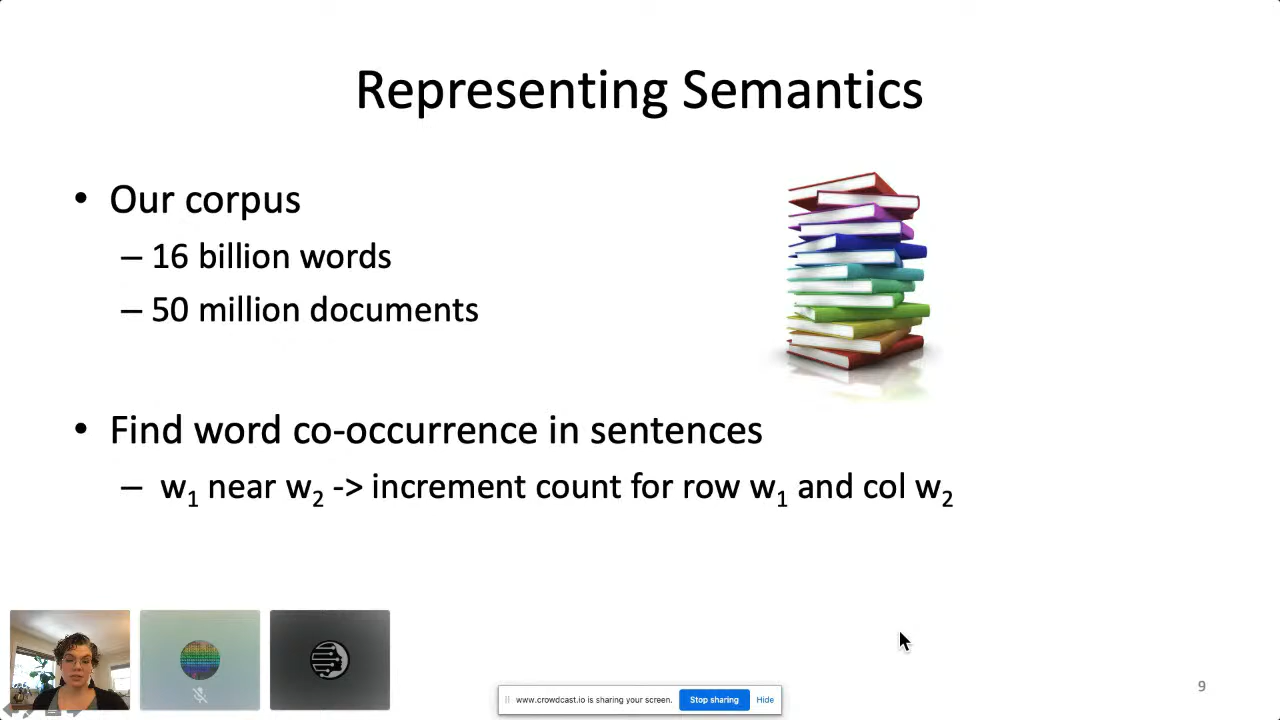 Representing Semantics
• Our corpus
– 16 billion words
– 50 million documents
• Find word co-occurrence in sentences
– w₁ near w₂ -> increment count for row w₁ and col w₂
www.crowdcast.io is sharing your screen. Stop sharing Hide
9